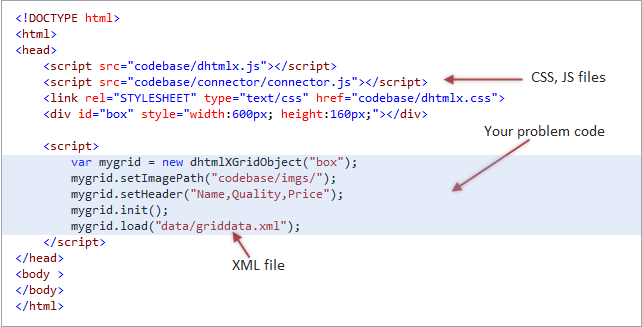 <!DOCTYPE html>
<html>
<head>
    <script src="codebase/dhtmlx.js"></script>
    <script src="codebase/connector/connector.js"></script>
    <link rel="STYLESHEET" type="text/css" href="codebase/dhtmlx.css">
    <div id="box" style="width:600px; height:160px;"></div>
CSS, JS files
Your problem code
    <script>
        var mygrid = new dhtmlXGridObject("box");
        mygrid.setImagePath("codebase/imgs/");
        mygrid.setHeader("Name,Quality,Price");
        mygrid.init();
        mygrid.load("data/griddata.xml");
    </script>
XML file
</head>
<body >
</body>
</html>